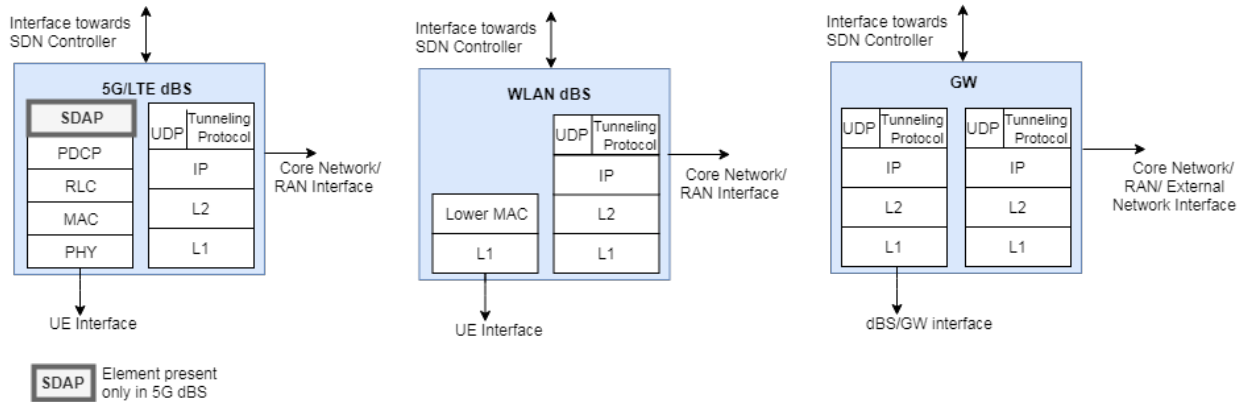 Interface towards
SDN Controller
5G/LTE dBS
SDAP
PDCP
RLC
MAC
PHY
UDP
Tunneling
Protocol
IP
L2
L1
Core Network/
RAN Interface
UE Interface
SDAP
Element present
only in 5G dBS
Interface towards
SDN Controller
WLAN dBS
Lower MAC
L1
UDP
Tunneling
Protocol
IP
L2
L1
Core Network/
RAN Interface
UE Interface
Interface towards
SDN Controller
GW
UDP
Tunneling
Protocol
IP
L2
L1
UDP
Tunneling
Protocol
IP
L2
L1
Core Network/
RAN/ External
Network Interface
dBS/GW interface